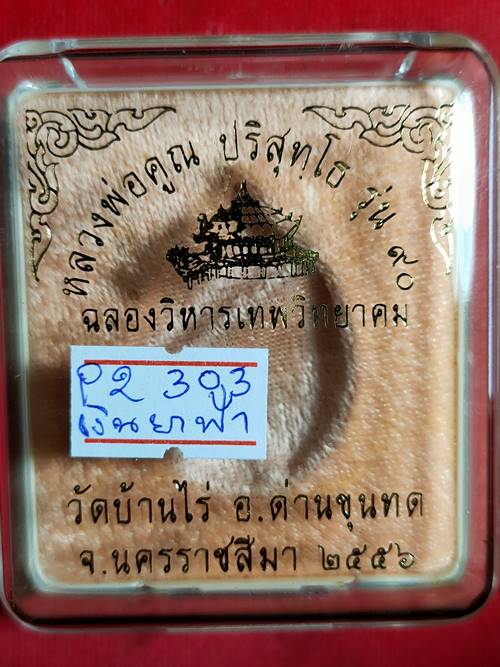 หลวงพ่อคูณ ปริสุทฺโธ รุ่น ๙๐
ฉลองวิหารเทพวิทยาคม
เงินยาฟ้า
วัดบ้านไร่ อ.ด่านขุนทด
จ.นครราชสีมา ๒๕๕๖